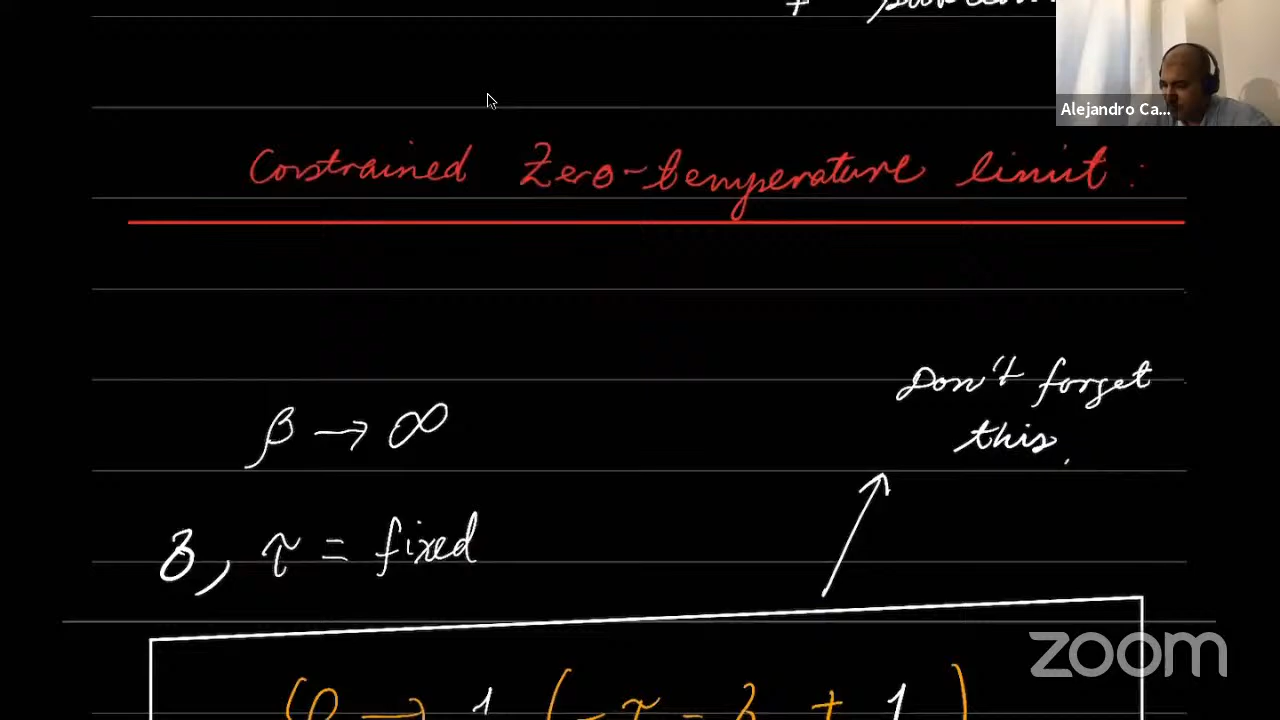 Alejandro Ca...
Constrained Zero-temperature limit:
Don't forget
this.
β → ∞
z, τ = fixed
zoom